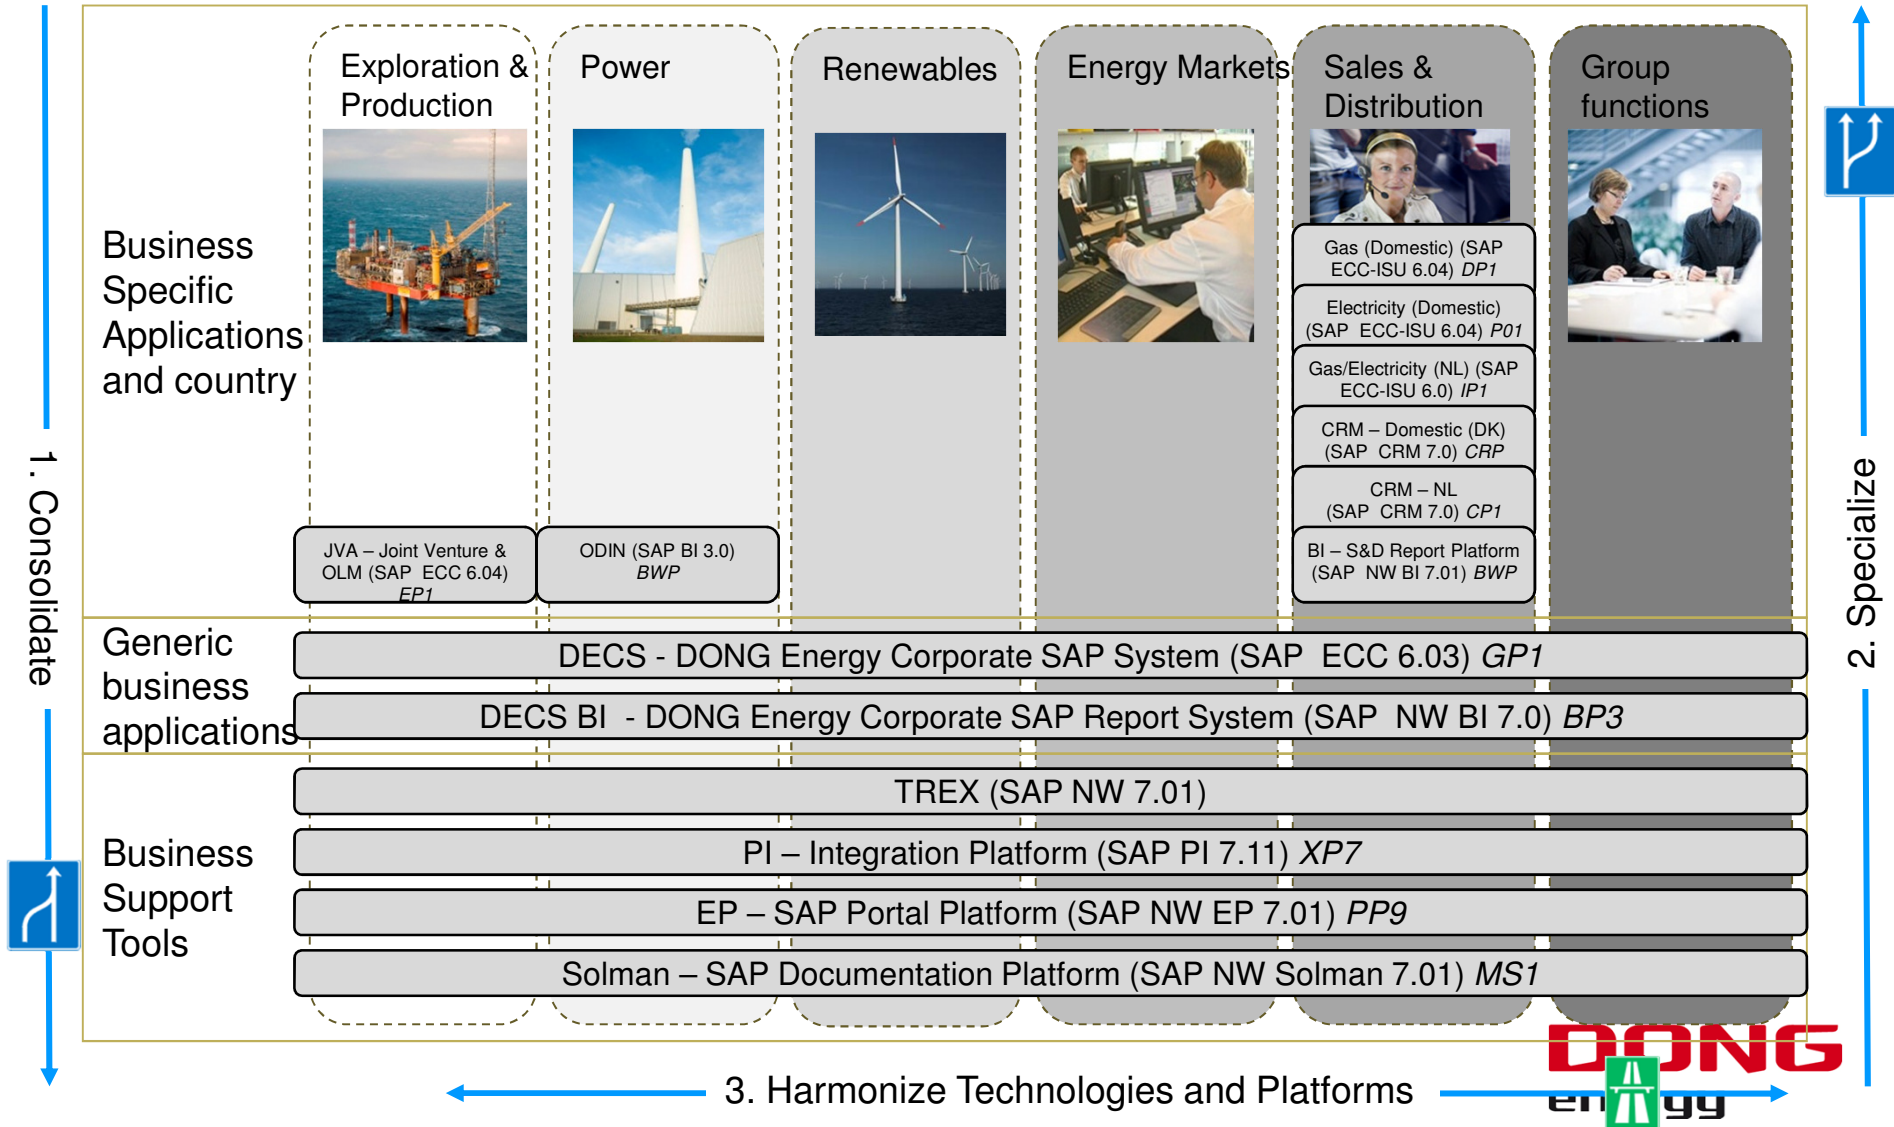 Exploration &
Production
Power
Renewables
Energy Markets
Sales &
Distribution
Group
functions
Business
Specific
Applications
and country
Gas (Domestic) (SAP
ECC-ISU 6.04) DP1
Electricity (Domestic)
(SAP ECC-ISU 6.04) P01
Gas/Electricity (NL) (SAP
ECC-ISU 6.0) IP1
CRM – Domestic (DK)
(SAP CRM 7.0) CRP
CRM – NL
(SAP CRM 7.0) CP1
JVA – Joint Venture &
OLM (SAP ECC 6.04)
EP1
ODIN (SAP BI 3.0)
BWP
BI – S&D Report Platform
(SAP NW BI 7.01) BWP
1. Consolidate
2. Specialize
Generic
business
applications
DECS - DONG Energy Corporate SAP System (SAP ECC 6.03) GP1
DECS BI - DONG Energy Corporate SAP Report System (SAP NW BI 7.0) BP3
Business
Support
Tools
TREX (SAP NW 7.01)
PI – Integration Platform (SAP PI 7.11) XP7
EP – SAP Portal Platform (SAP NW EP 7.01) PP9
Solman – SAP Documentation Platform (SAP NW Solman 7.01) MS1
3. Harmonize Technologies and Platforms
DONG
energy